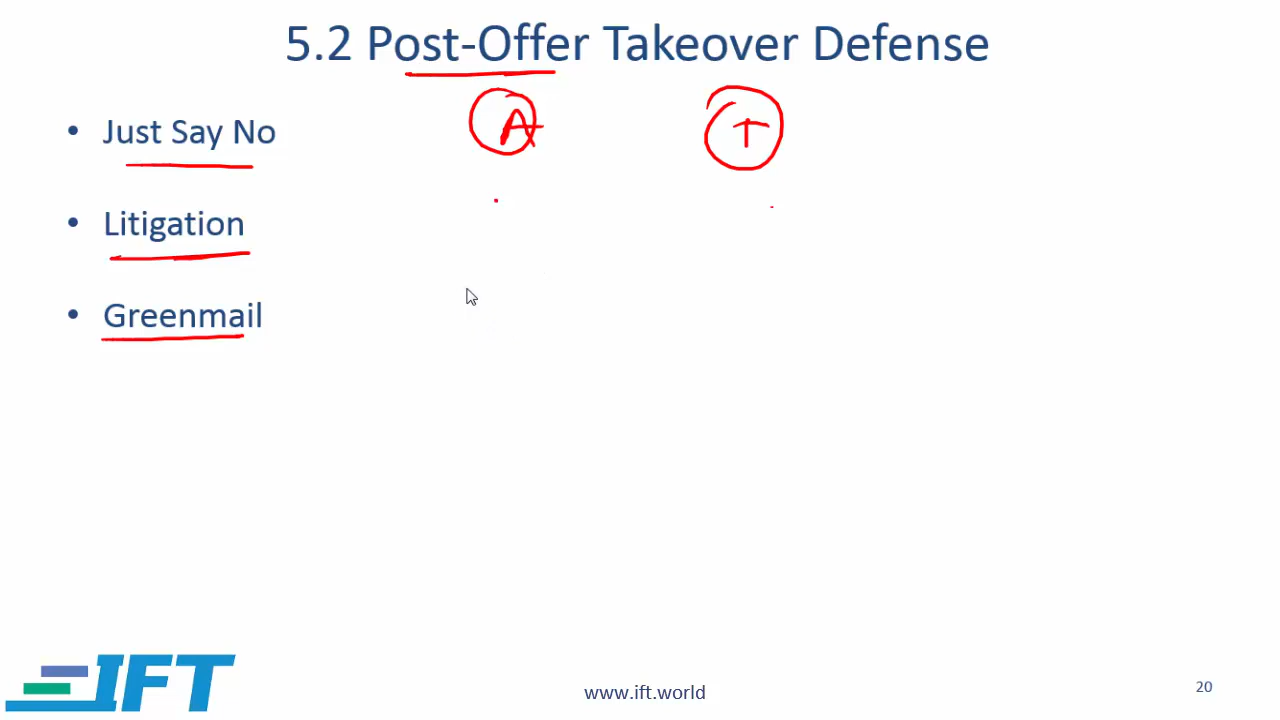 5.2 Post-Offer Takeover Defense
A T
• Just Say No
• Litigation
• Greenmail
IFT
www.ift.world
20